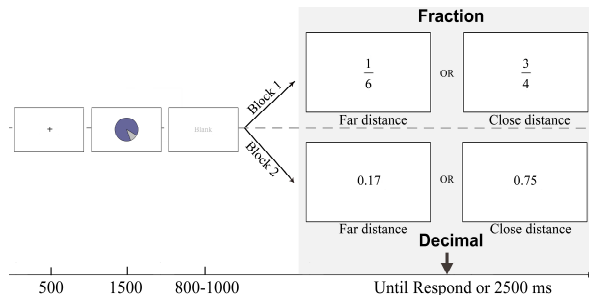 Fraction
1
6
OR
3
4
Far distance
Close distance
Block 1
+
Blank
Block 2
0.17
OR
0.75
Far distance
Close distance
Decimal
500
1500
800-1000
Until Respond or 2500 ms